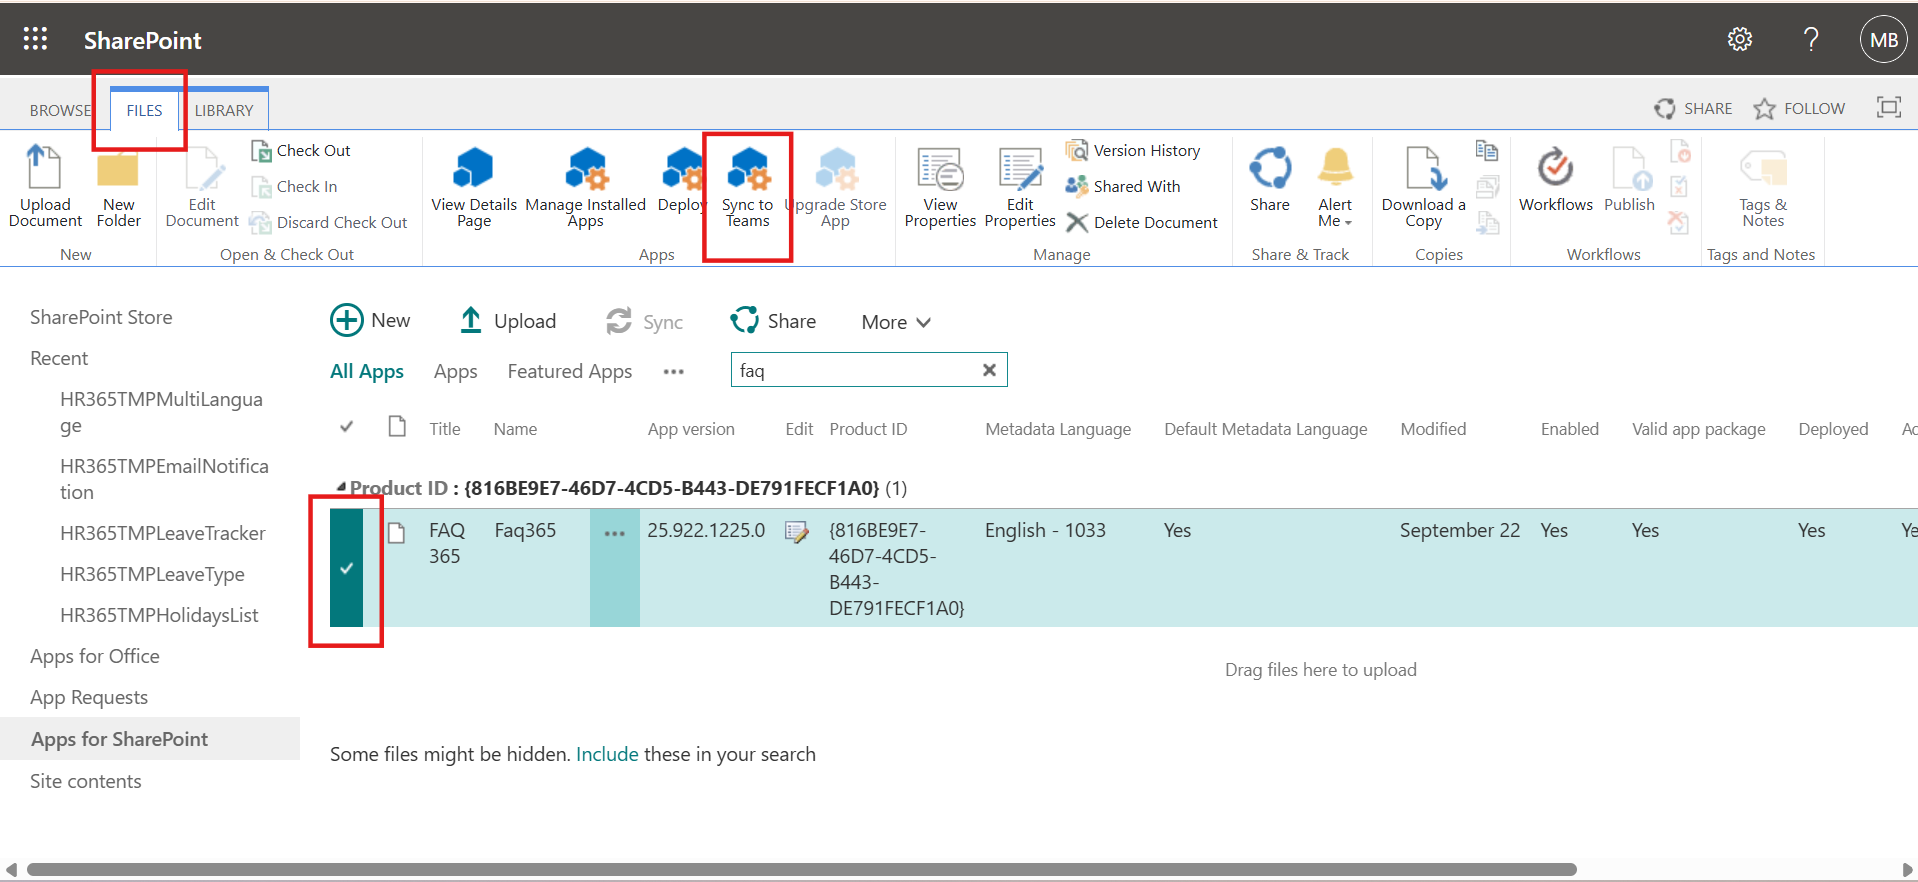 SharePoint
MB
BROWSE FILES LIBRARY SHARE FOLLOW
Upload Document
New Folder
New
Edit Document
Check Out
Check In
Discard Check Out
Open & Check Out
View Details Page
Manage Installed Apps
Deploy
Sync to Teams
Upgrade Store App
Apps
View Properties
Edit Properties
Version History
Shared With
Delete Document
Manage
Share
Alert Me
Share & Track
Download a Copy
Copies
Workflows
Publish
Workflows
Tags & Notes
Tags and Notes
SharePoint Store
Recent
HR365TMPMultiLangua
ge
HR365TMPEmailNotifica
tion
HR365TMPLeaveTracker
HR365TMPLeaveType
HR365TMPHolidaysList
Apps for Office
App Requests
Apps for SharePoint
Site contents
New Upload Sync Share More
All Apps Apps Featured Apps ••• faq
Title Name App version Edit Product ID Metadata Language Default Metadata Language Modified Enabled Valid app package Deployed Ac
Product ID : {816BE9E7-46D7-4CD5-B443-DE791FECF1A0} (1)
FAQ Faq365 ••• 25.922.1225.0 {816BE9E7- English - 1033 Yes September 22 Yes Yes Yes Ye
365 46D7-4CD5-
B443-
DE791FECF1A0}
Drag files here to upload
Some files might be hidden. Include these in your search